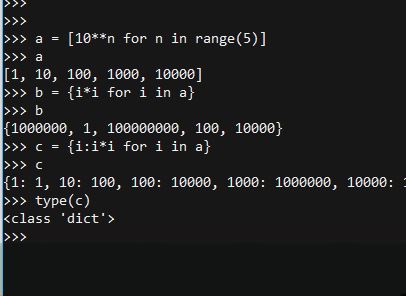 >>>
>>>
>>> a = [10**n for n in range(5)]
>>> a
[1, 10, 100, 1000, 10000]
>>> b = {i*i for i in a}
>>> b
{1000000, 1, 100000000, 100, 10000}
>>> c = {i:i*i for i in a}
>>> c
{1: 1, 10: 100, 100: 10000, 1000: 1000000, 10000: 1
>>> type(c)
<class 'dict'>
>>>